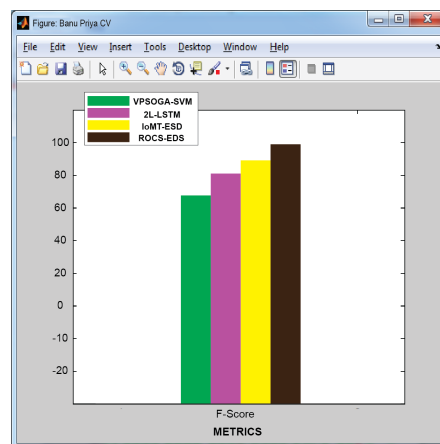 Figure: Banu Priya CV
File Edit View Insert Tools Desktop Window Help
VPSOGA-SVM
2L-LSTM
IoMT-ESD
ROCS-EDS
100
80
60
40
20
0
-10
-20
F-Score
METRICS